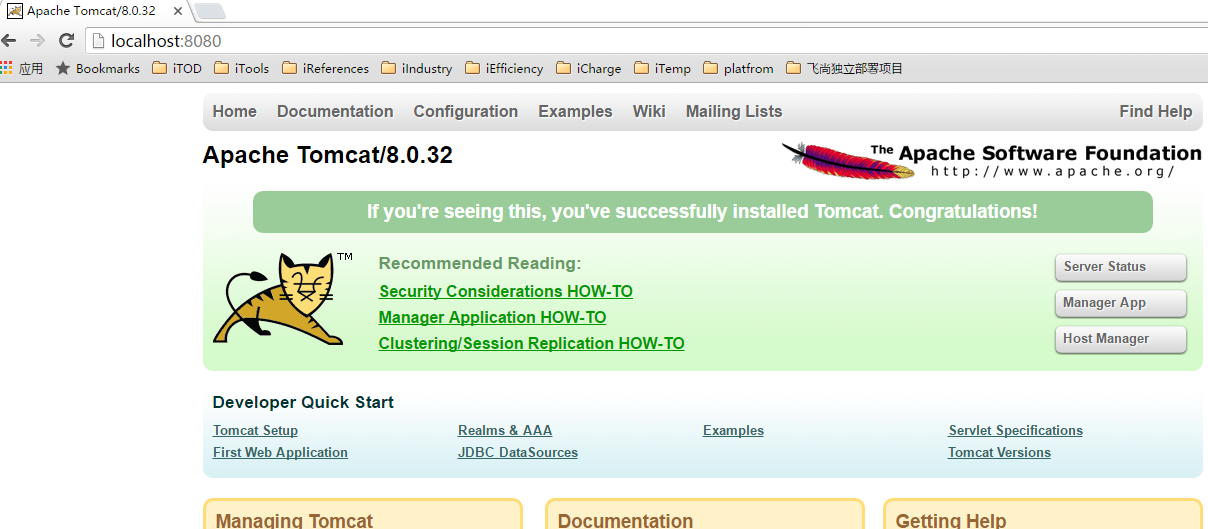 Apache Tomcat/8.0.32
localhost:8080
应用 Bookmarks iTOD iTools iReferences iIndustry iEfficiency iCharge iTemp platfrom 飞尚独立部署项目
Home Documentation Configuration Examples Wiki Mailing Lists Find Help
Apache Tomcat/8.0.32
The Apache Software Foundation
http://www.apache.org/
If you're seeing this, you've successfully installed Tomcat. Congratulations!
TM
Recommended Reading:
Security Considerations HOW-TO
Manager Application HOW-TO
Clustering/Session Replication HOW-TO
Server Status
Manager App
Host Manager
Developer Quick Start
Tomcat Setup Realms & AAA Examples Servlet Specifications
First Web Application JDBC DataSources Tomcat Versions
Managing Tomcat Documentation Getting Help